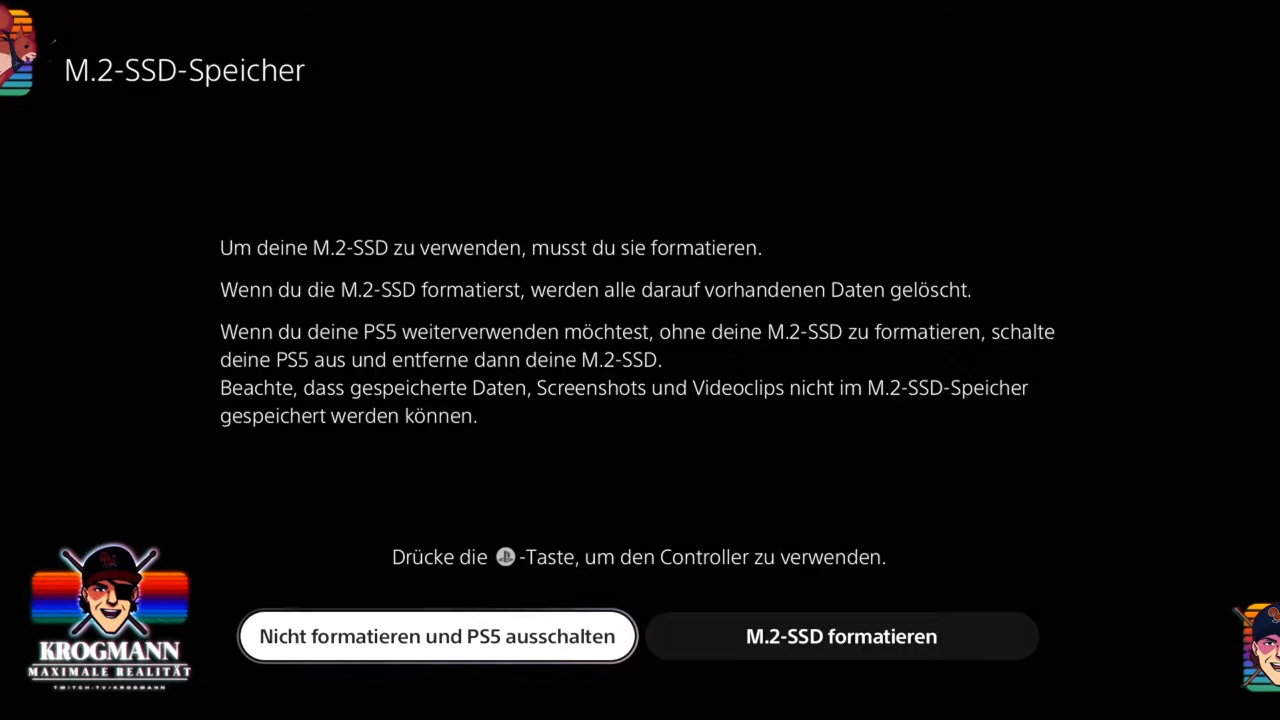 M.2-SSD-Speicher
Um deine M.2-SSD zu verwenden, musst du sie formatieren.
Wenn du die M.2-SSD formatierst, werden alle darauf vorhandenen Daten gelöscht.
Wenn du deine PS5 weiterverwenden möchtest, ohne deine M.2-SSD zu formatieren, schalte
deine PS5 aus und entferne dann deine M.2-SSD.
Beachte, dass gespeicherte Daten, Screenshots und Videoclips nicht im M.2-SSD-Speicher
gespeichert werden können.
Drücke die -Taste, um den Controller zu verwenden.
Nicht formatieren und PS5 ausschalten
M.2-SSD formatieren
KROGMANN
MAXIMALE REALITÄT
TWITCH.TV/KROGMANN